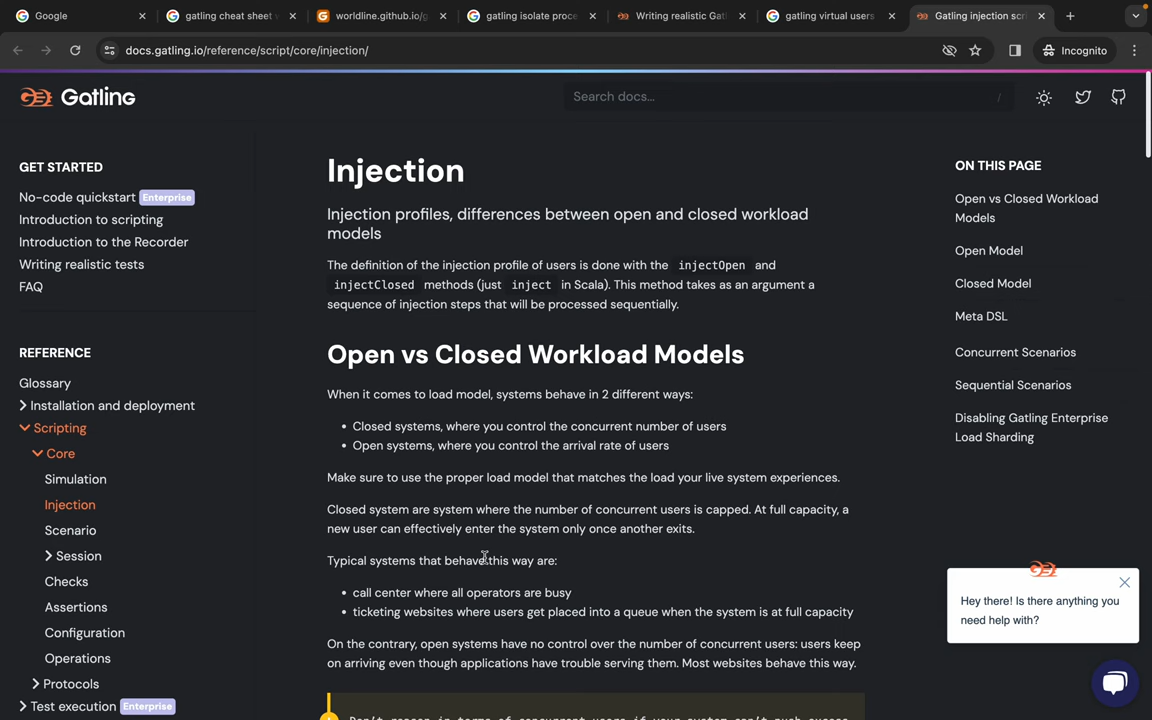 Google
gatling cheat sheet
worldline.github.io/g
gatling isolate proce
Writing realistic Gat
gatling virtual users
Gatling injection scr
docs.gatling.io/reference/script/core/injection/
Incognito
Gatling
Search docs...
/
GET STARTED
No-code quickstart Enterprise
Introduction to scripting
Introduction to the Recorder
Writing realistic tests
FAQ
REFERENCE
Glossary
Installation and deployment
Scripting
Core
Simulation
Injection
Scenario
Session
Checks
Assertions
Configuration
Operations
Protocols
Test execution Enterprise
Injection
Injection profiles, differences between open and closed workload
models
The definition of the injection profile of users is done with the injectOpen and
injectClosed methods (just inject in Scala). This method takes as an argument a
sequence of injection steps that will be processed sequentially.
Open vs Closed Workload Models
When it comes to load model, systems behave in 2 different ways:
• Closed systems, where you control the concurrent number of users
• Open systems, where you control the arrival rate of users
Make sure to use the proper load model that matches the load your live system experiences.
Closed system are system where the number of concurrent users is capped. At full capacity, a
new user can effectively enter the system only once another exits.
Typical systems that behave this way are:
• call center where all operators are busy
• ticketing websites where users get placed into a queue when the system is at full capacity
On the contrary, open systems have no control over the number of concurrent users: users keep
on arriving even though applications have trouble serving them. Most websites behave this way.
Don't reason in terms of concurrent users if your system can't push excess
ON THIS PAGE
Open vs Closed Workload
Models
Open Model
Closed Model
Meta DSL
Concurrent Scenarios
Sequential Scenarios
Disabling Gatling Enterprise
Load Sharding
Hey there! Is there anything you
need help with?